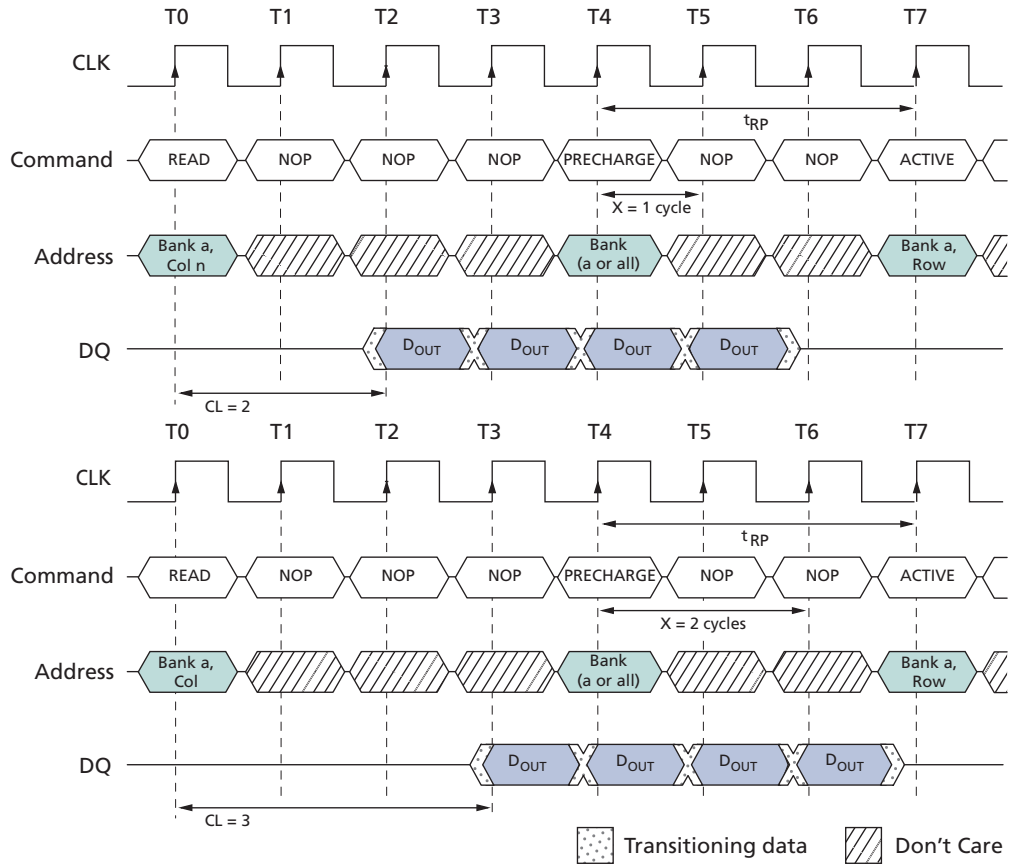 T0 T1 T2 T3 T4 T5 T6 T7
CLK
tRP
Command READ NOP NOP NOP PRECHARGE NOP NOP ACTIVE
X = 1 cycle
Address Bank a, Col n Bank (a or all) Bank a, Row
DQ DOUT DOUT DOUT DOUT
CL = 2
T0 T1 T2 T3 T4 T5 T6 T7
CLK
tRP
Command READ NOP NOP NOP PRECHARGE NOP NOP ACTIVE
X = 2 cycles
Address Bank a, Col Bank (a or all) Bank a, Row
DQ DOUT DOUT DOUT DOUT
CL = 3
Transitioning data Don't Care